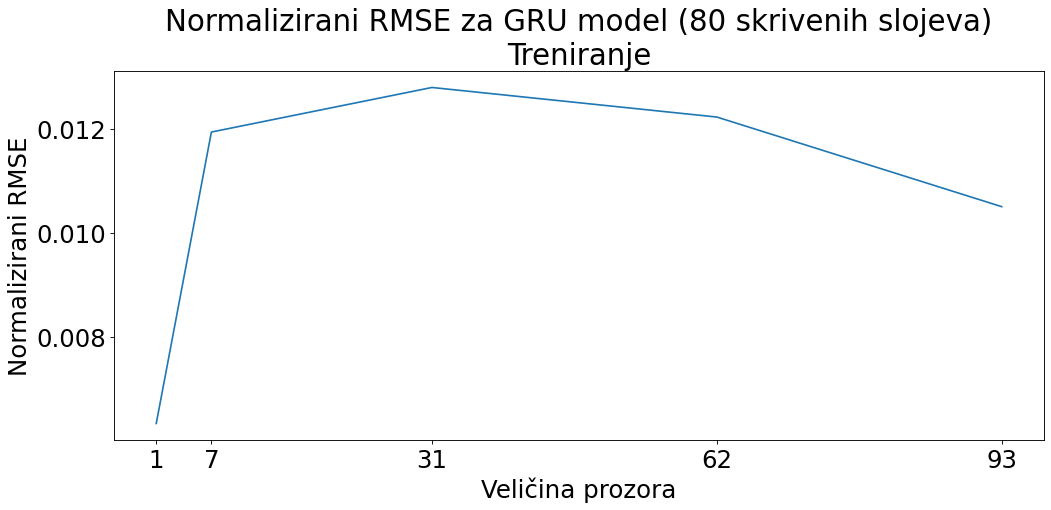 Normalizirani RMSE za GRU model (80 skrivenih slojeva)
Treniranje
Normalizirani RMSE
0.012
0.010
0.008
1 7 31 62 93
Veličina prozora